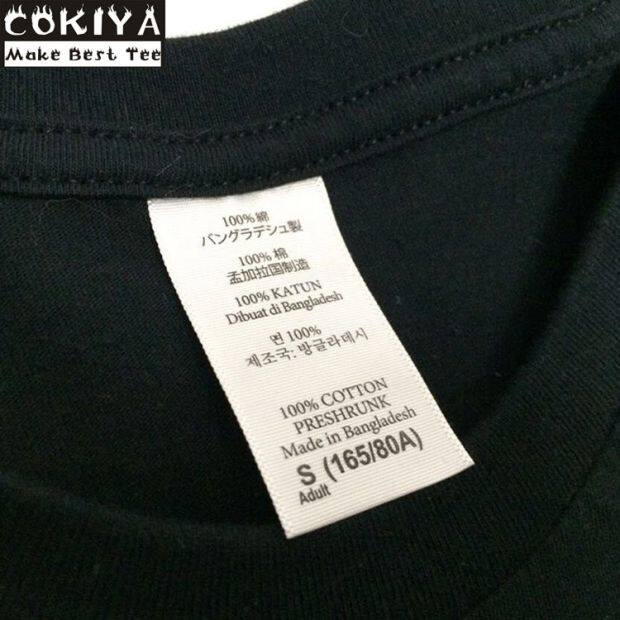 COKIYA
Make Best Tee
100% 綿
バングラデシュ製
100% 棉
孟加拉国制造
100% KATUN
Dibuat di Bangladesh
면 100%
제조국: 방글라데시
100% COTTON
PRESHRUNK
Made in Bangladesh
S (165/80A)
Adult